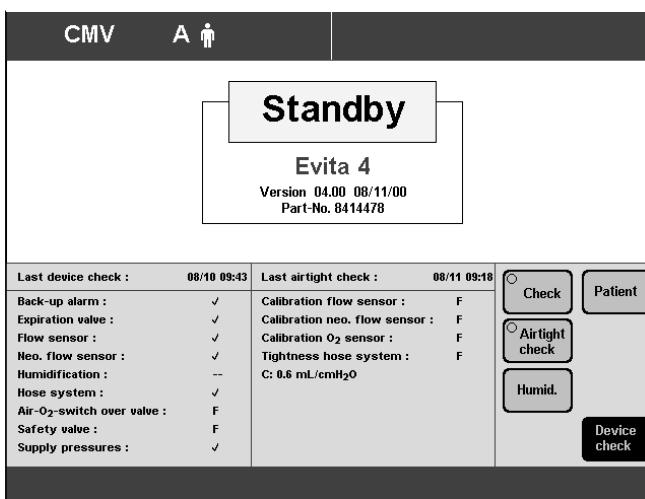 CMV A
Standby
Evita 4
Version 04.00 08/11/00
Part-No. 8414478
Last device check : 08/10 09:43
Back-up alarm : ✓
Expiration valve : ✓
Flow sensor : ✓
Neo. flow sensor : ✓
Humidification : --
Hose system : ✓
Air-O₂-switch over valve : F
Safety valve : F
Supply pressures : ✓
Last airtight check : 08/11 09:18
Calibration flow sensor : F
Calibration neo. flow sensor : F
Calibration O₂ sensor : F
Tightness hose system : F
C: 0.6 mL/cmH₂O
Check
Patient
Airtight
check
Humid.
Device
check